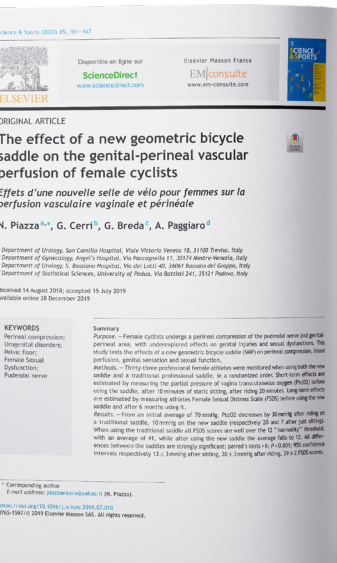 Science & Sports (2020) 35, 161—167
Disponible en ligne sur
ScienceDirect
www.sciencedirect.com
Elsevier Masson France
EM|consulte
www.em-consulte.com
SCIENCE
&SPORTS
ELSEVIER
ORIGINAL ARTICLE
The effect of a new geometric bicycle
saddle on the genital-perineal vascular
perfusion of female cyclists
Effets d'une nouvelle selle de vélo pour femmes sur la
perfusion vasculaire vaginale et périnéale
N. Piazza a,*, G. Cerri b, G. Breda c, A. Paggiaro d
Department of Urology, San Camillo Hospital, Viale Vittorio Veneto 18, 31100 Treviso, Italy
Department of Gynecology, Angel's Hospital, Via Paccagnella 11, 30174 Mestre-Venezia, Italy
Department of Urology, S. Bassiano Hospital, Via dei Lotti 40, 36061 Bassano del Grappa, Italy
Department of Statistical Sciences, University of Padua, Via Battisti 241, 35121 Padova, Italy
Received 14 August 2018; accepted 15 July 2019
Available online 28 December 2019
KEYWORDS
Perineal compression;
Urogenital disorders;
Pelvic floor;
Female Sexual
Dysfunction;
Pudendal nerve
Summary
Purpose. — Female cyclists undergo a perineal compression of the pudendal nerve and genital-
perineal area, with underexplored effects on genital injuries and sexual dysfunctions. This
study tests the effects of a new geometric bicycle saddle (SMP) on perineal compression, blood
perfusion, genital sensation and sexual function.
Methods. — Thirty-three professional female athletes were monitored when using both the new
saddle and a traditional professional saddle, in a randomized order. Short-term effects are
estimated by measuring the partial pressure of vagina transcutaneous oxygen (PtcO2) before
using the saddle, after 10 minutes of static sitting, after riding 20 minutes. Long-term effects
are estimated by measuring athletes Female Sexual Distress Scale (FSDS) before using the new
saddle and after 6 months using it.
Results. — From an initial average of 70 mmHg, PtcO2 decreases by 30 mmHg after riding on
a traditional saddle, 10 mmHg on the new saddle (respectively 20 and 7 after just sitting).
When using the traditional saddle all FSDS scores are well over the 12 "normality" threshold,
with an average of 41, while after using the new saddle the average falls to 12. All differ-
ences between the saddles are strongly significant: paired t-tests > 6; P < 0.001; 95% confidence
intervals respectively 13 ± 3 mmHg after sitting, 20 ± 3 mmHg after riding, 29 ± 2 FSDS scores.
* Corresponding author.
E-mail address: piazzanicola@yahoo.it (N. Piazza).
https://doi.org/10.1016/j.scispo.2019.07.010
0765-1597/© 2019 Elsevier Masson SAS. All rights reserved.